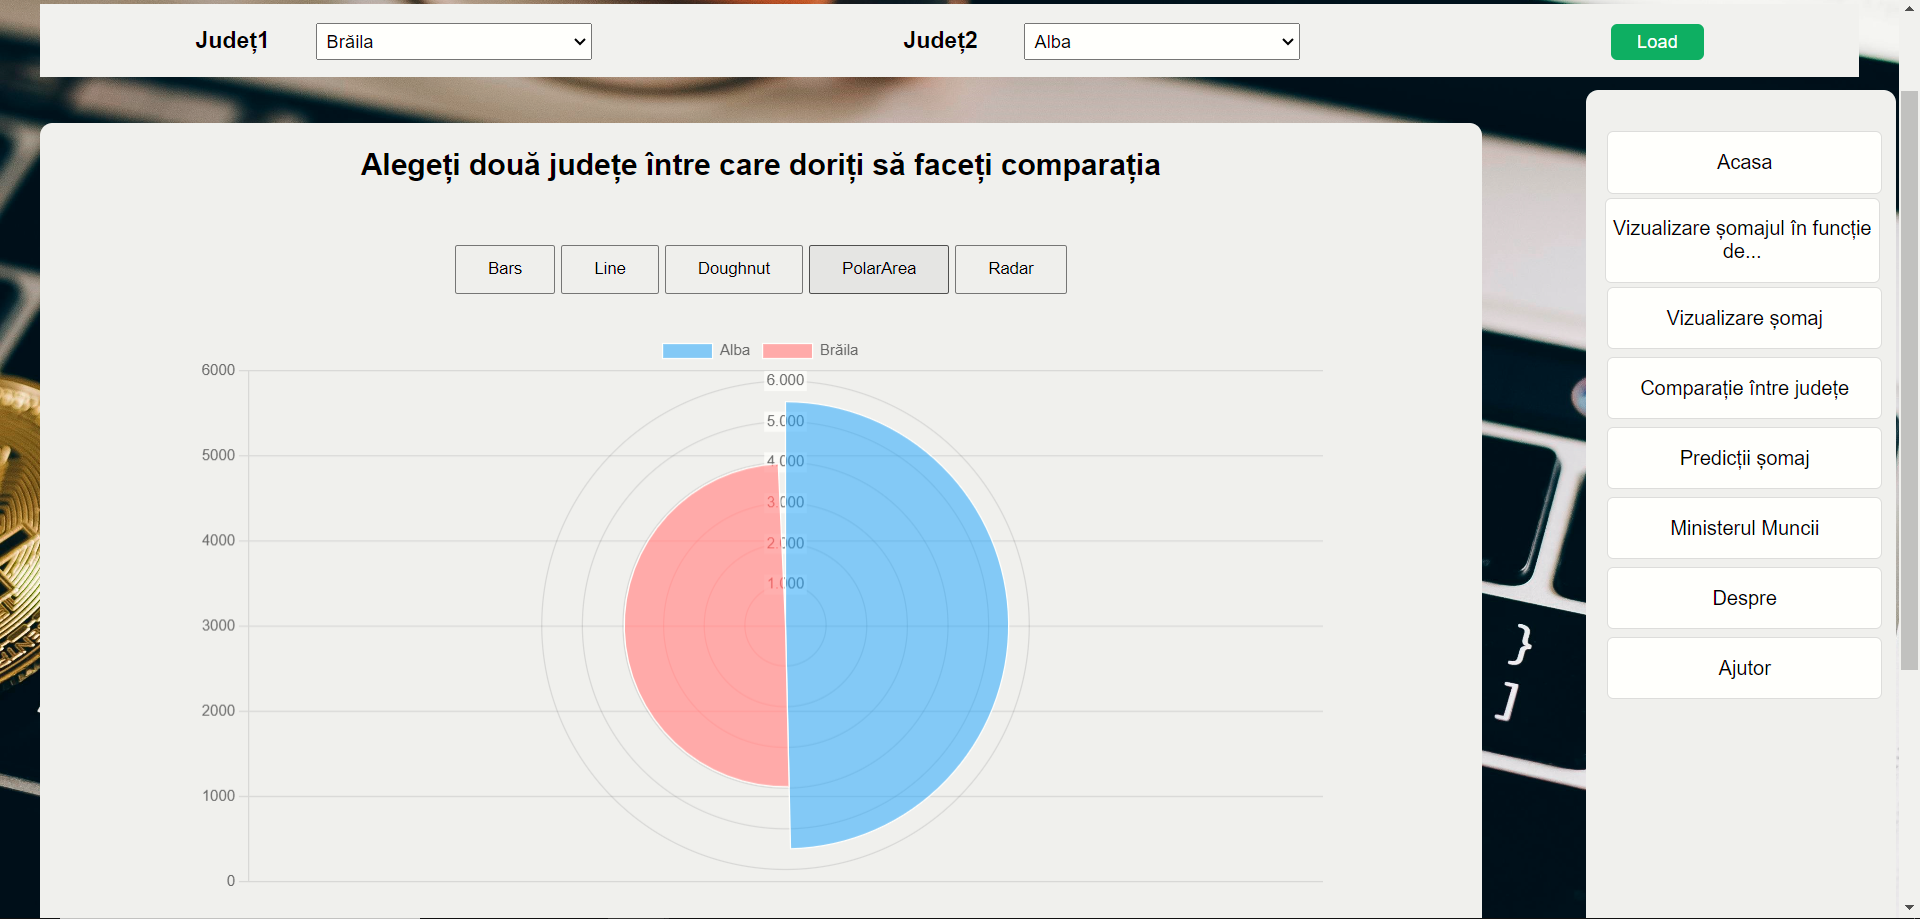 Județ1
Brăila
Județ2
Alba
Load
Alegeți două județe între care doriți să faceți comparația
Bars
Line
Doughnut
PolarArea
Radar
Alba
Brăila
6000
5000
4000
3000
2000
1000
0
6.000
5.000
4.000
3.000
2.000
1.000
Acasa
Vizualizare șomajul în funcție
de...
Vizualizare șomaj
Comparație între județe
Predicții șomaj
Ministerul Muncii
Despre
Ajutor
}
]